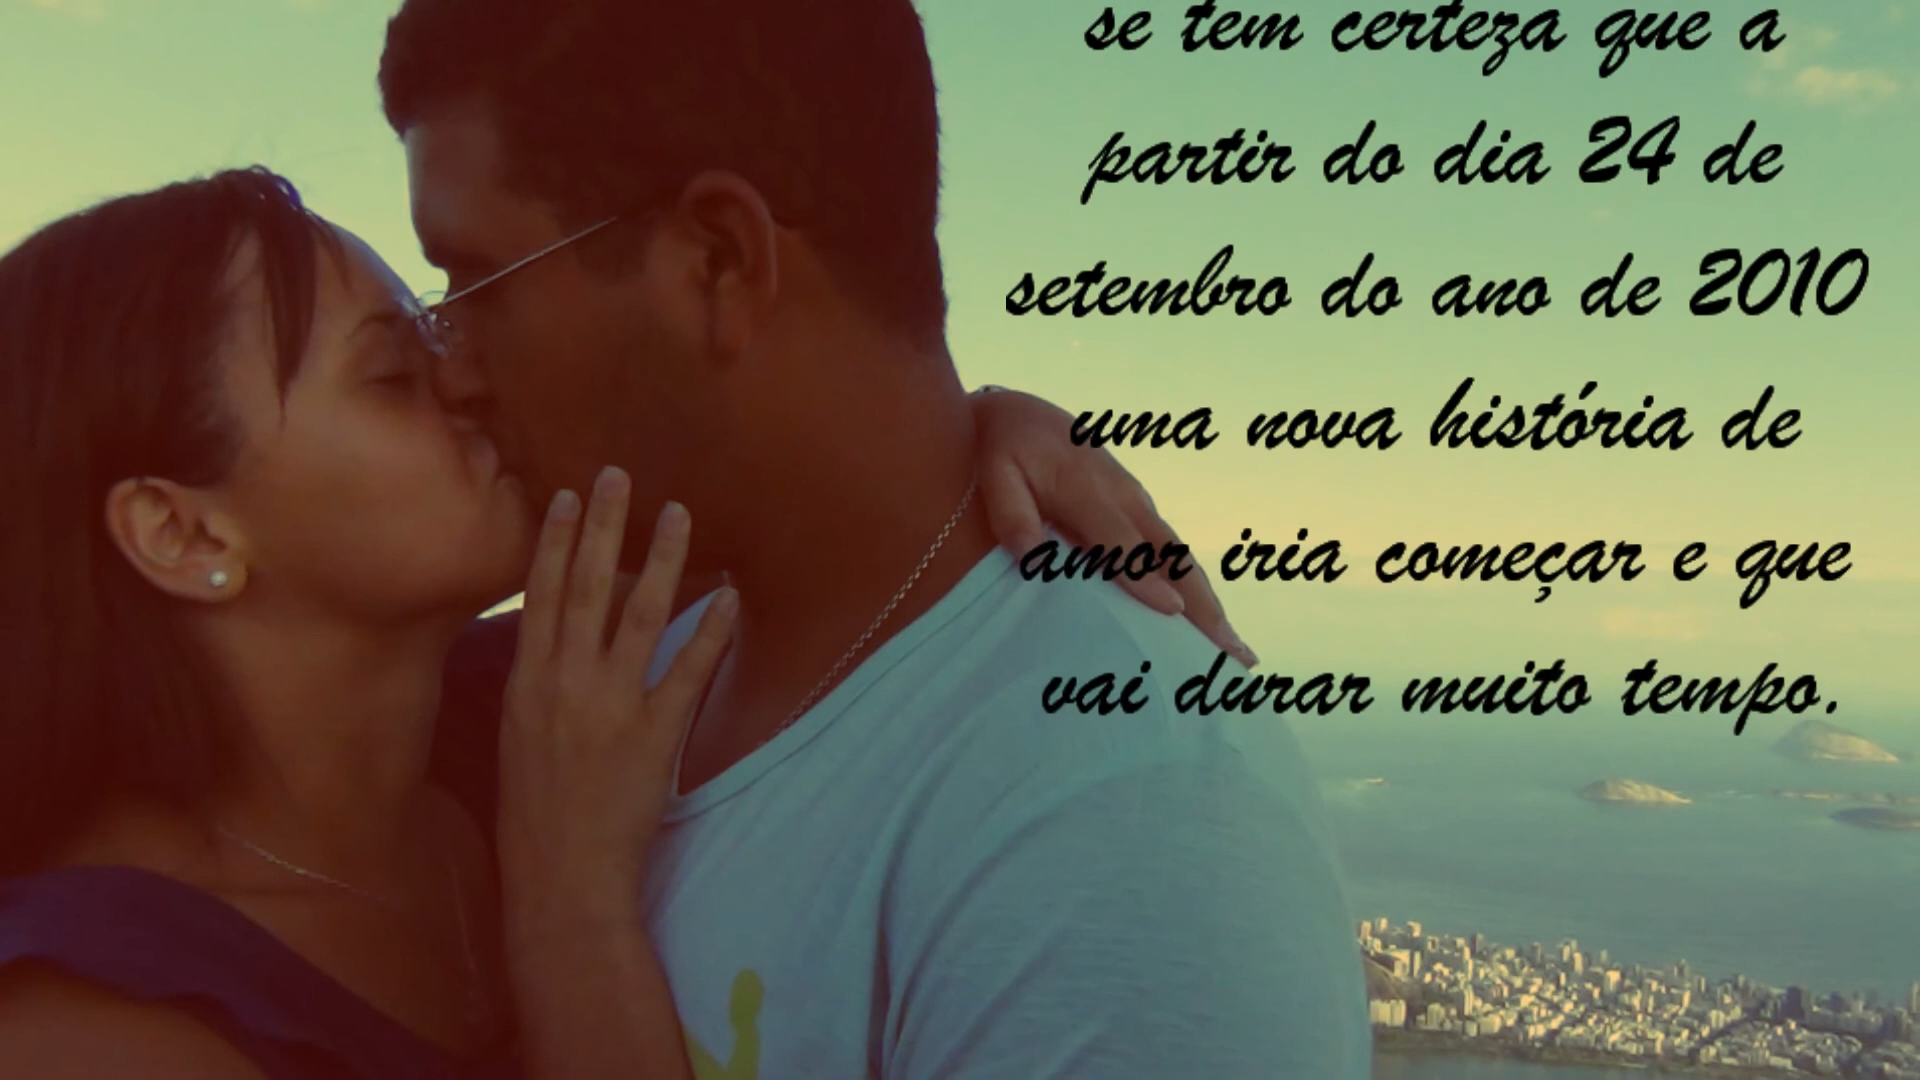 se tem certeza que a
partir do dia 24 de
setembro do ano de 2010
uma nova história de
amor iria começar e que
vai durar muito tempo.